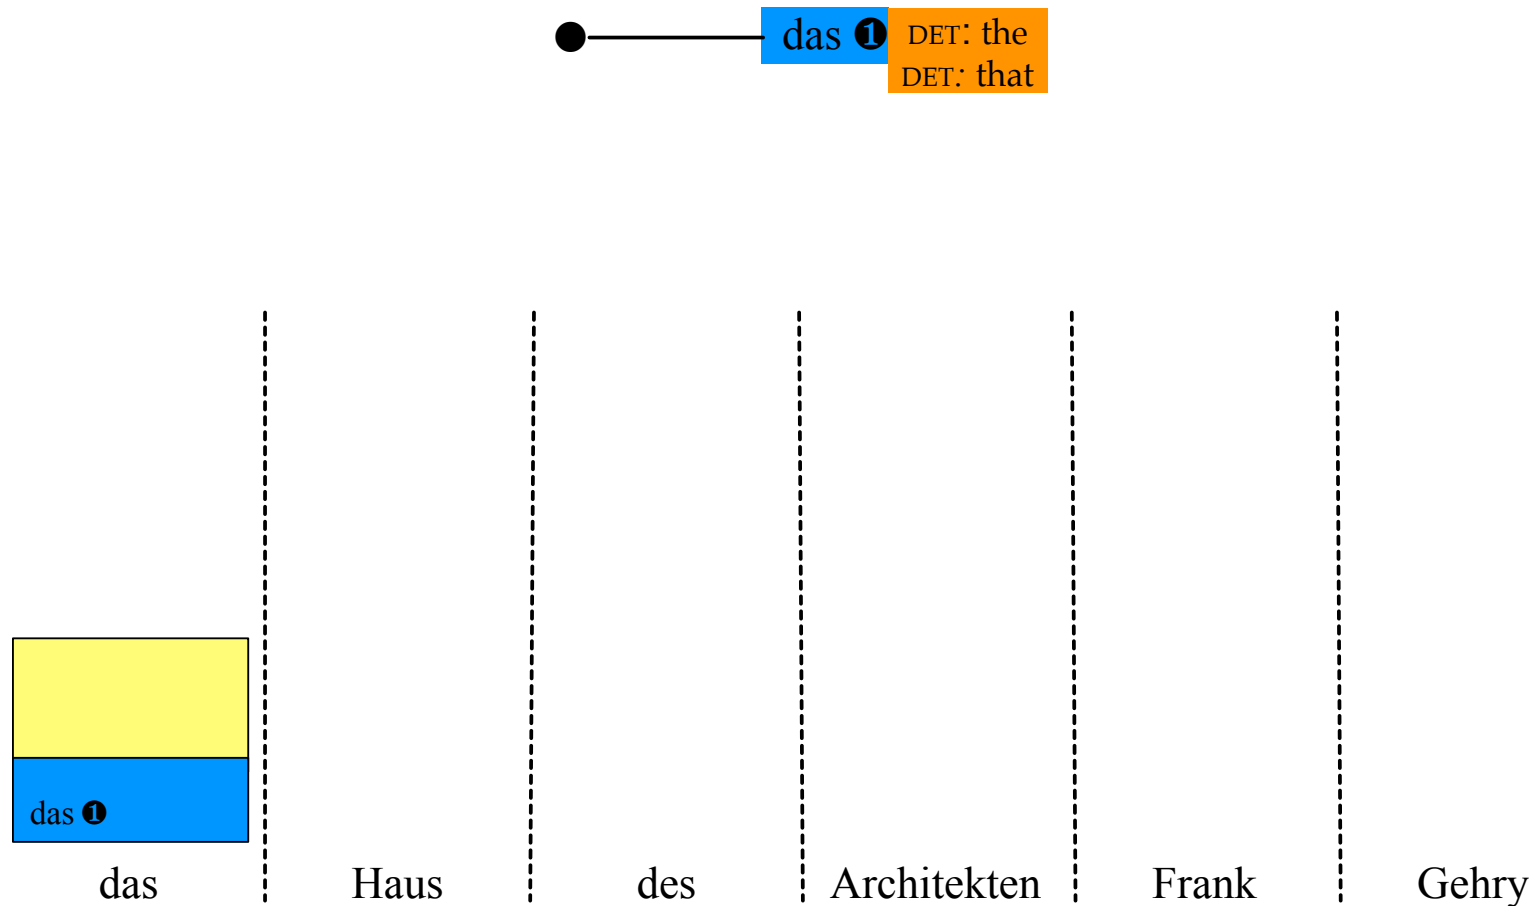 das ❶ DET: the
DET: that
das ❶
das Haus des Architekten Frank Gehry